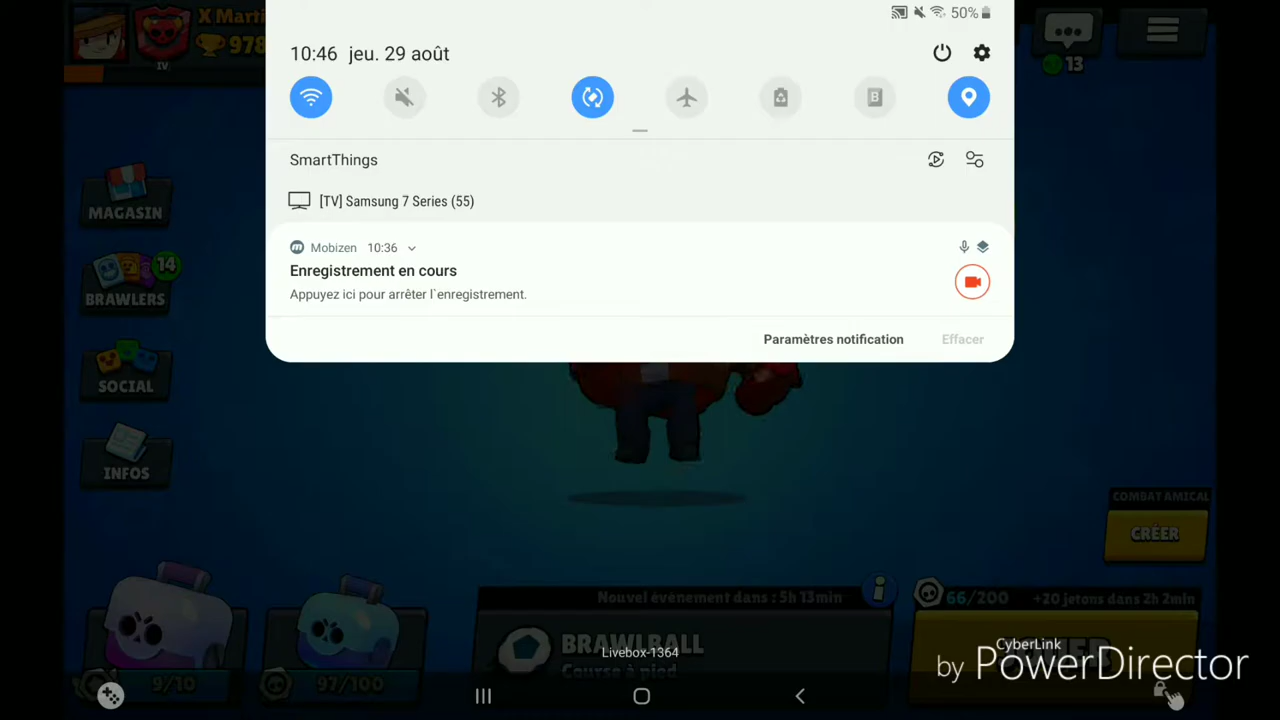 X Marti
978
IV
50%
13
10:46 jeu. 29 août
SmartThings
[TV] Samsung 7 Series (55)
Mobizen 10:36
Enregistrement en cours
Appuyez ici pour arrêter l`enregistrement.
Paramètres notification Effacer
MAGASIN
14
BRAWLERS
SOCIAL
INFOS
COMBAT AMICAL
CRÉER
Nouvel événement dans : 5h 13min
66/200 +20 jetons dans 2h 2min
BRAWLBALL
Course à pied
Livebox-1364
9/10
97/100
CyberLink
by PowerDirector